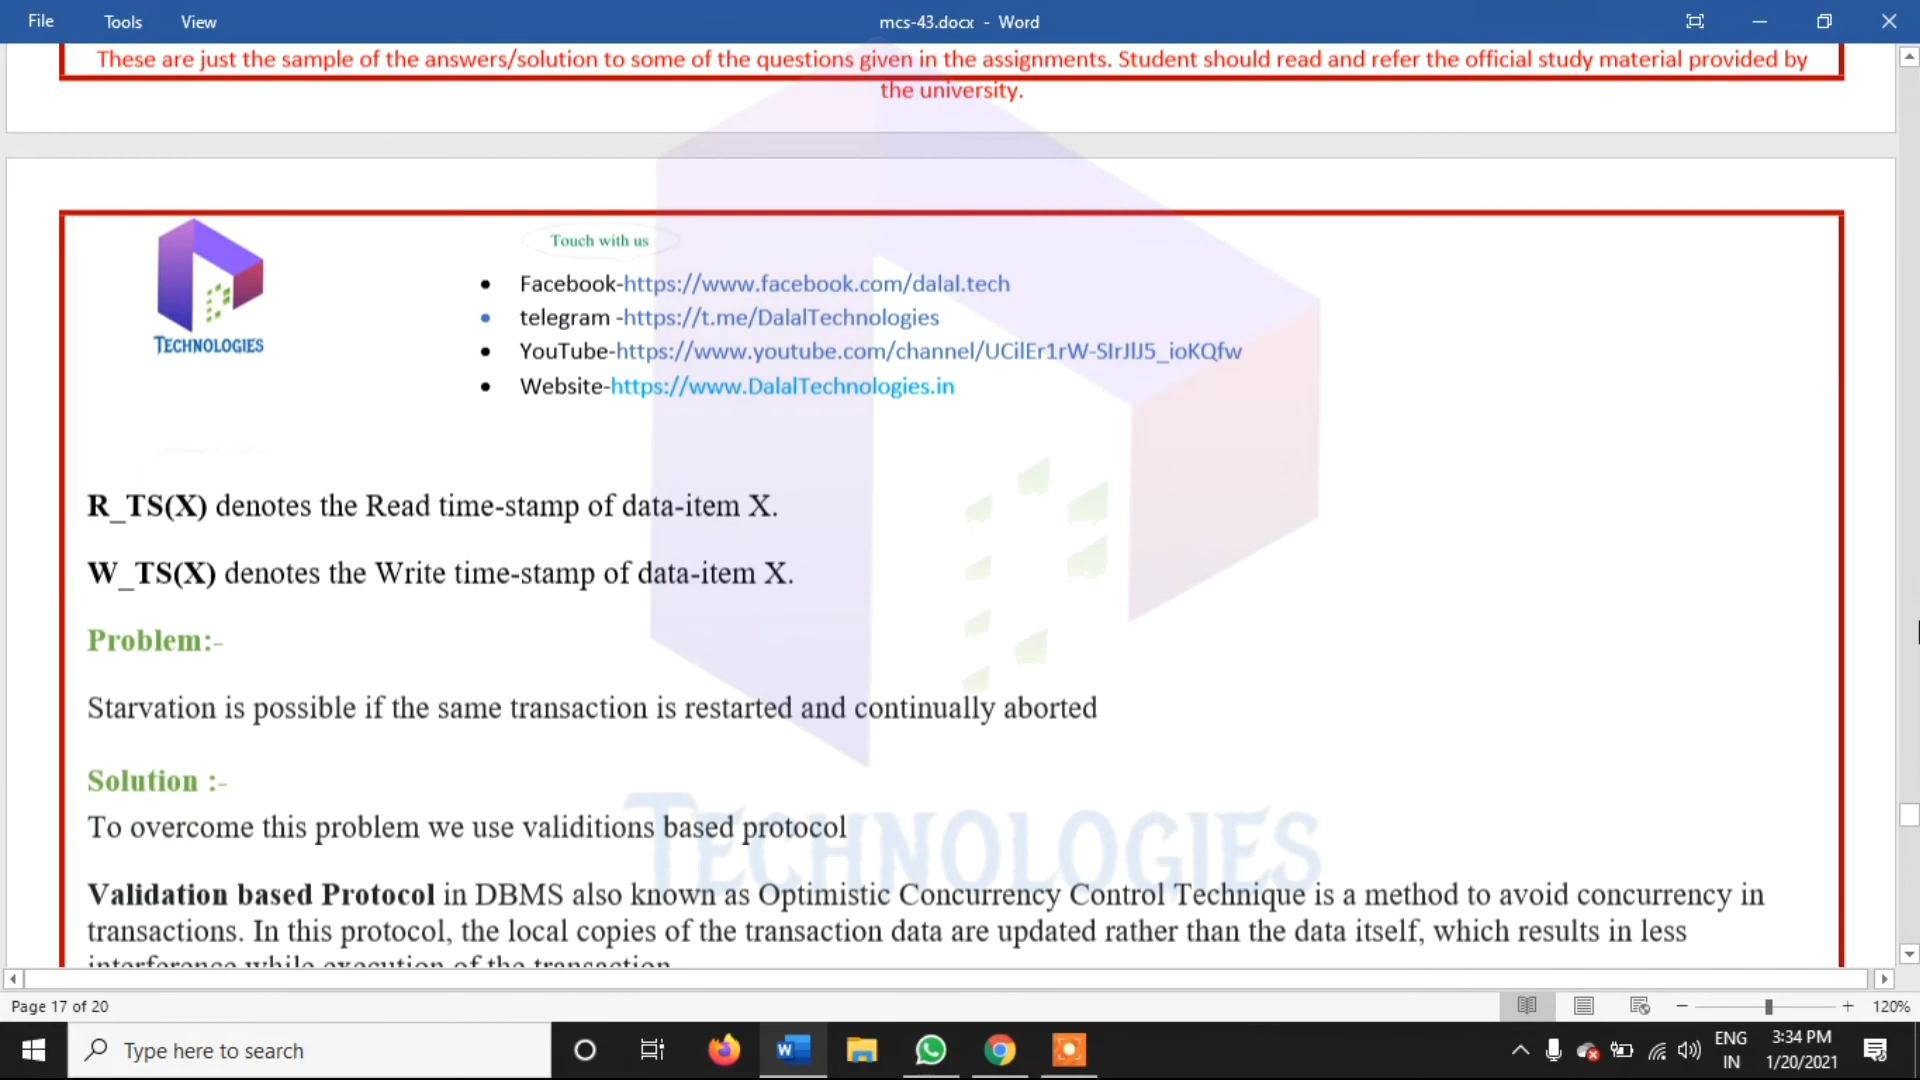 File Tools View mcs-43.docx - Word
These are just the sample of the answers/solution to some of the questions given in the assignments. Student should read and refer the official study material provided by
the university.
Touch with us
Facebook-https://www.facebook.com/dalal.tech
telegram -https://t.me/DalalTechnologies
YouTube-https://www.youtube.com/channel/UCilEr1rW-SIrJlJ5_ioKQfw
Website-https://www.DalalTechnologies.in
TECHNOLOGIES
R_TS(X) denotes the Read time-stamp of data-item X.
W_TS(X) denotes the Write time-stamp of data-item X.
Problem:-
Starvation is possible if the same transaction is restarted and continually aborted
Solution :-
To overcome this problem we use validitions based protocol
TECHNOLOGIES
Validation based Protocol in DBMS also known as Optimistic Concurrency Control Technique is a method to avoid concurrency in
transactions. In this protocol, the local copies of the transaction data are updated rather than the data itself, which results in less
interference while execution of the transaction
Page 17 of 20 120%
Type here to search
ENG
IN
3:34 PM
1/20/2021